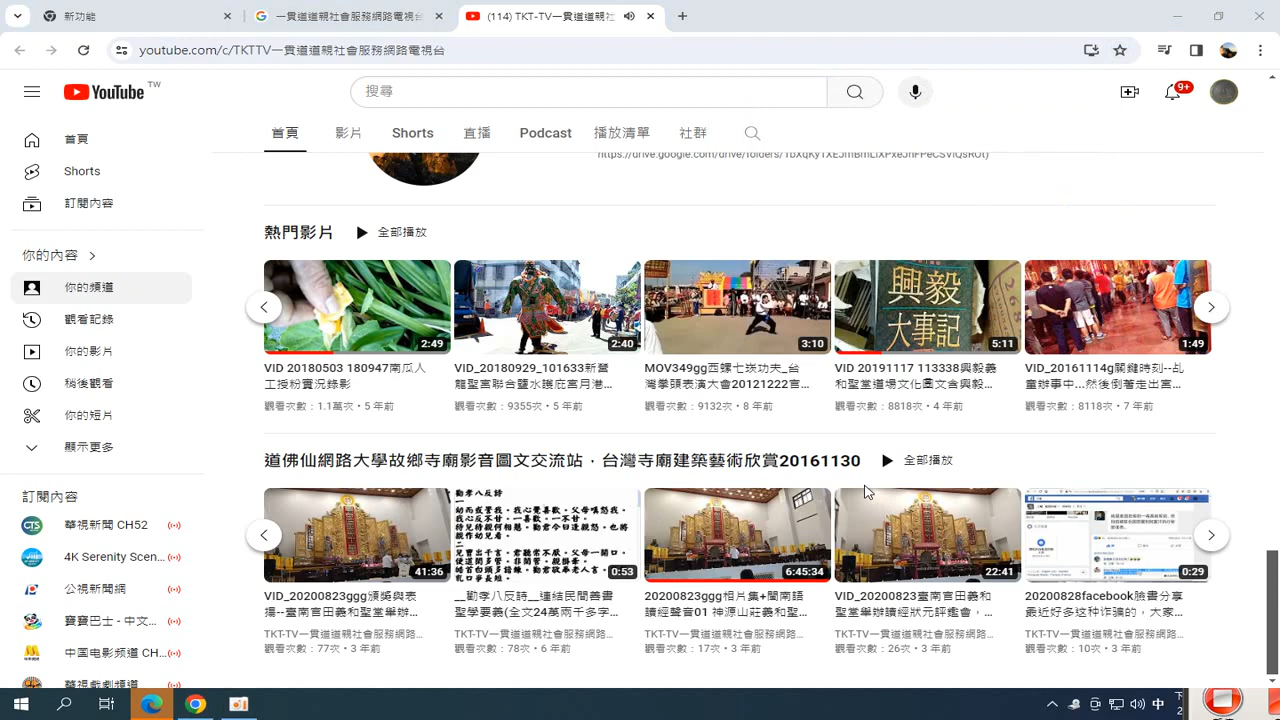 新功能
一貫道道親社會服務網路電視台
(114) TKT-TV一貫道道親社
youtube.com/c/TKTTV一貫道道親社會服務網路電視台
YouTube TW
搜尋
9+
首頁
影片
Shorts
直播
Podcast
播放清單
社群
首頁
Shorts
訂閱內容
你的內容
你的頻道
觀看記錄
你的影片
稍後觀看
你的短片
顯示更多
訂閱內容
CTS 華視新聞 CH52
4K Serenity Scen...
公視新聞網
寶寶巴士 - 中文...
中国电影频道 CH...
華視戲劇頻道
熱門影片
全部播放
興毅
大事記
2:49
2:40
3:10
5:11
1:49
VID 20180503 180947南瓜人
工授粉實況錄影
觀看次數：1.1萬次 • 5 年前
VID_20180929_101633新營
龍聖宮聯合鹽水護庇宮月港...
觀看次數：9355次 • 5 年前
MOV349gg西螺七崁功夫_台
灣拳頭表演大會20121222官...
觀看次數：9132次 • 8 年前
VID 20191117 113338興毅義
和聖堂道場文化圖文含興毅...
觀看次數：8818次 • 4 年前
VID_20161114g關鍵時刻--乩
童辦事中...然後倒著走出宮...
觀看次數：8118次 • 7 年前
道佛仙網路大學故鄉寺廟影音圖文交流站．台灣寺廟建築藝術欣賞20161130
全部播放
勸孝八反詩
0:53
6:45:34
22:41
0:29
VID_20200823ggg頒獎與表
揚--臺南官田義和聖堂舉辦...
TKT-TV一貫道道親社會服務網路...
觀看次數：77次 • 3 年前
__勸孝八反詩__連結民間善書
聖學聚義(全文24萬兩千多字...
TKT-TV一貫道道親社會服務網路...
觀看次數：78次 • 6 年前
20200823ggg相片集+閩南語
讀經聲音01 神源山莊義和聖...
TKT-TV一貫道道親社會服務網路...
觀看次數：17次 • 3 年前
VID_20200823臺南官田義和
聖堂舉辦讀經狀元評鑑會，...
TKT-TV一貫道道親社會服務網路...
觀看次數：26次 • 3 年前
20200828facebook臉書分享
最近好多这种诈骗的，大家...
TKT-TV一貫道道親社會服務網路...
觀看次數：10次 • 3 年前
中